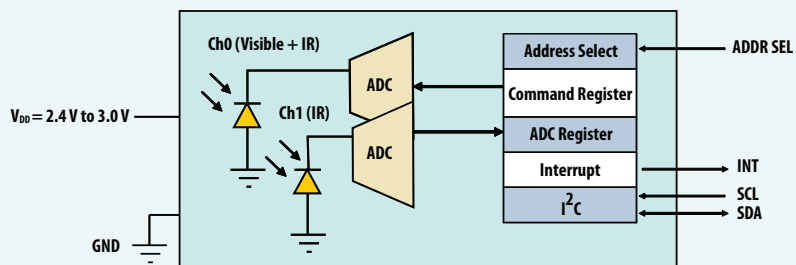 Ch0 (Visible + IR)
ADC
Ch1 (IR)
ADC
V_DD = 2.4 V to 3.0 V
GND
Address Select
Command Register
ADC Register
Interrupt
I²C
ADDR SEL
INT
SCL
SDA